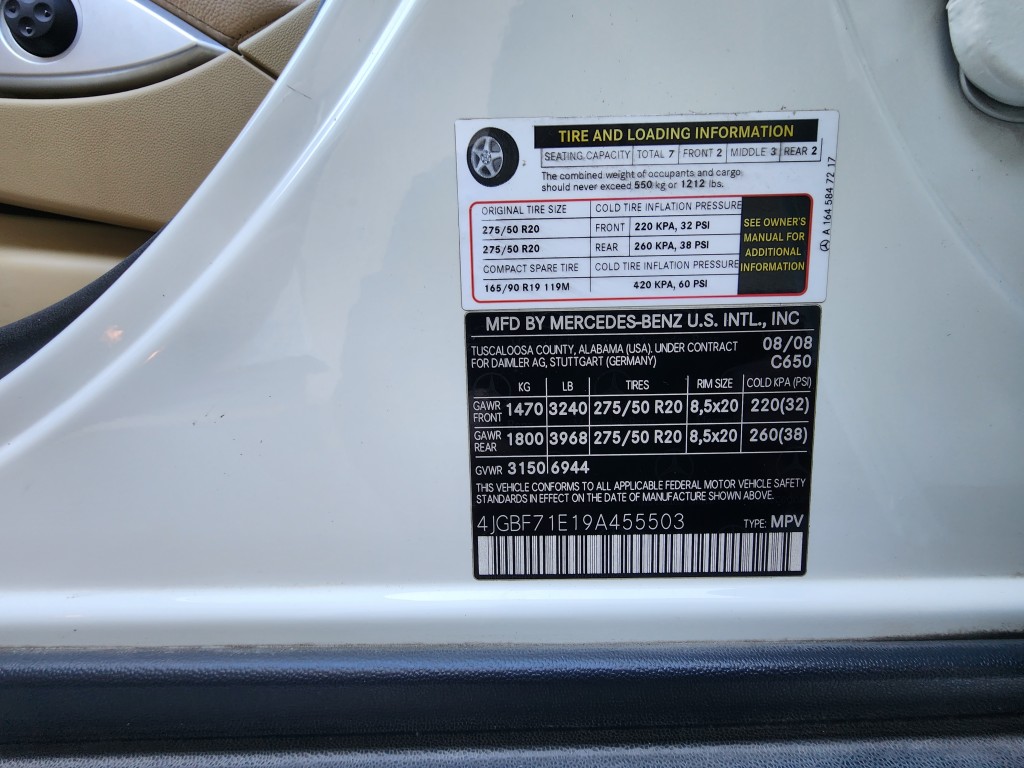 TIRE AND LOADING INFORMATION
SEATING CAPACITY TOTAL 7 FRONT 2 MIDDLE 3 REAR 2
The combined weight of occupants and cargo
should never exceed 550 kg or 1212 lbs.
ORIGINAL TIRE SIZE COLD TIRE INFLATION PRESSURE
275/50 R20 FRONT 220 KPA, 32 PSI
275/50 R20 REAR 260 KPA, 38 PSI
COMPACT SPARE TIRE COLD TIRE INFLATION PRESSURE
165/90 R19 119M 420 KPA, 60 PSI
SEE OWNER'S
MANUAL FOR
ADDITIONAL
INFORMATION
A 164 584 72 17
MFD BY MERCEDES-BENZ U.S. INTL., INC
TUSCALOOSA COUNTY, ALABAMA (USA). UNDER CONTRACT 08/08
FOR DAIMLER AG, STUTTGART (GERMANY) C650
KG LB TIRES RIM SIZE COLD KPA (PSI)
GAWR FRONT 1470 3240 275/50 R20 8,5x20 220(32)
GAWR REAR 1800 3968 275/50 R20 8,5x20 260(38)
GVWR 3150 6944
THIS VEHICLE CONFORMS TO ALL APPLICABLE FEDERAL MOTOR VEHICLE SAFETY
STANDARDS IN EFFECT ON THE DATE OF MANUFACTURE SHOWN ABOVE.
4JGBF71E19A455503 TYPE: MPV